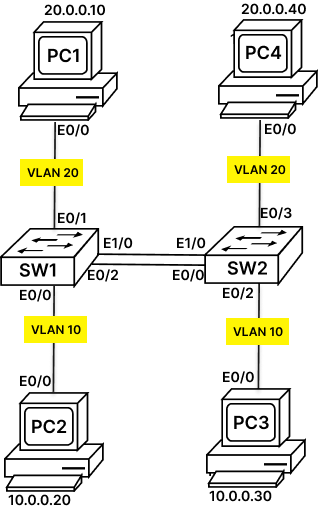 20.0.0.10
20.0.0.40
PC1
PC4
E0/0
E0/0
VLAN 20
VLAN 20
E0/1
E0/3
E1/0
E1/0
SW1
SW2
E0/2
E0/0
E0/0
E0/2
VLAN 10
VLAN 10
E0/0
E0/0
PC2
PC3
10.0.0.20
10.0.0.30